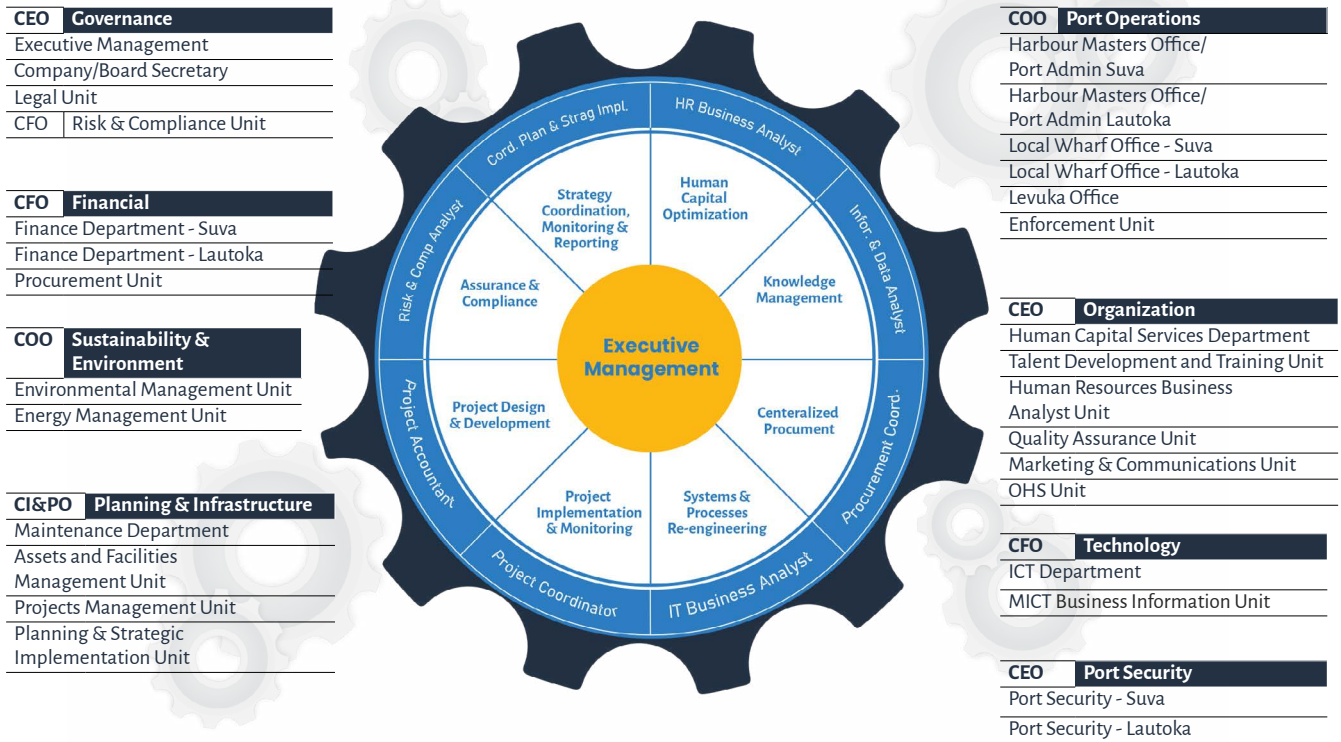 CEO Governance
Executive Management
Company/Board Secretary
Legal Unit
CFO Risk & Compliance Unit
CFO Financial
Finance Department - Suva
Finance Department - Lautoka
Procurement Unit
COO Sustainability &
Environment
Environmental Management Unit
Energy Management Unit
CI&PO Planning & Infrastructure
Maintenance Department
Assets and Facilities
Management Unit
Projects Management Unit
Planning & Strategic
Implementation Unit
Cord. Plan & Strag Impl.
HR Business Analyst
Infor. & Data Analyst
Procurement Coord.
IT Business Analyst
Project Coordinator
Project Accountant
Risk & Comp Analyst
Strategy
Coordination,
Monitoring &
Reporting
Human
Capital
Optimization
Knowledge
Management
Centeralized
Procument
Systems &
Processes
Re-engineering
Project
Implementation
& Monitoring
Project Design
& Development
Assurance &
Compliance
Executive
Management
COO Port Operations
Harbour Masters Office/
Port Admin Suva
Harbour Masters Office/
Port Admin Lautoka
Local Wharf Office - Suva
Local Wharf Office - Lautoka
Levuka Office
Enforcement Unit
CEO Organization
Human Capital Services Department
Talent Development and Training Unit
Human Resources Business
Analyst Unit
Quality Assurance Unit
Marketing & Communications Unit
OHS Unit
CFO Technology
ICT Department
MICT Business Information Unit
CEO Port Security
Port Security - Suva
Port Security - Lautoka